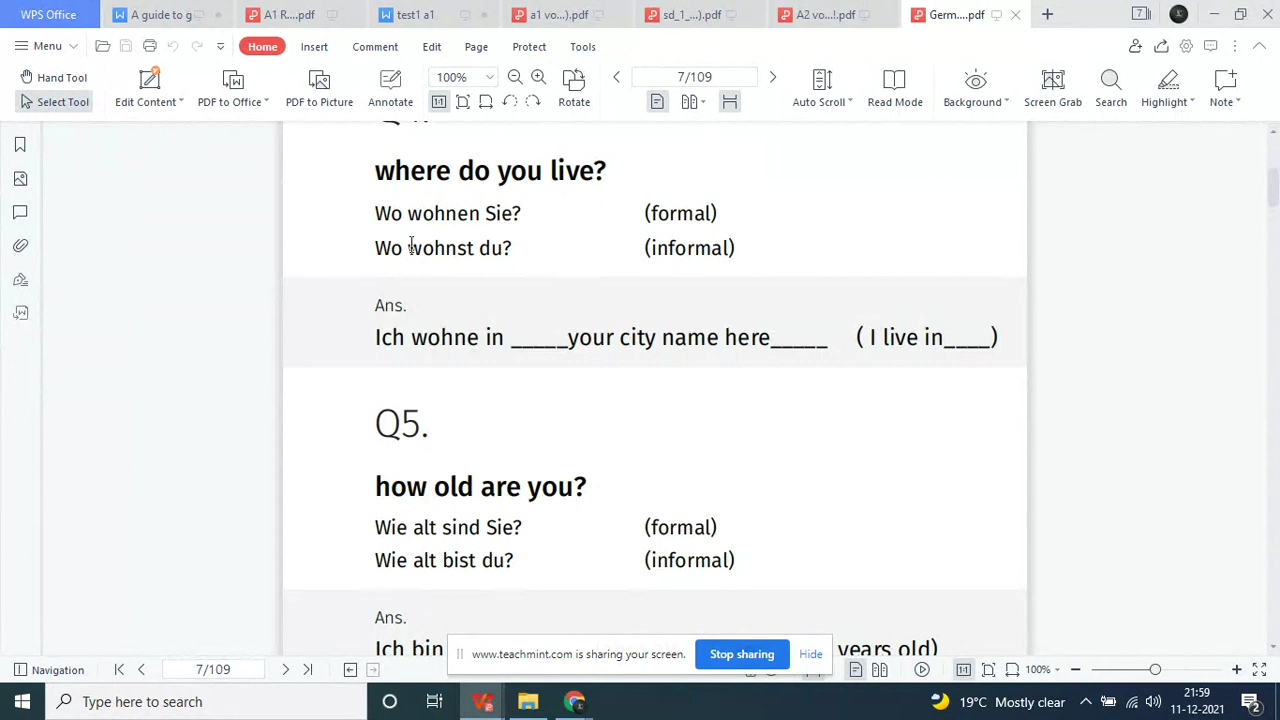 WPS Office
A guide to g
A1 R....pdf
test1 a1
a1 vo...).pdf
sd_1_...).pdf
A2 vo...!.pdf
Germ....pdf
7
Menu
Home
Insert
Comment
Edit
Page
Protect
Tools
Hand Tool
Select Tool
Edit Content
PDF to Office
PDF to Picture
Annotate
100%
1:1
Rotate
7/109
Auto Scroll
Read Mode
Background
Screen Grab
Search
Highlight
Note
where do you live?
Wo wohnen Sie? (formal)
Wo wohnst du? (informal)
Ans.
Ich wohne in _____your city name here_____ ( I live in____)
Q5.
how old are you?
Wie alt sind Sie? (formal)
Wie alt bist du? (informal)
Ans.
Ich bin years old)
www.teachmint.com is sharing your screen.
Stop sharing
Hide
Navigation
7/109
1:1
100%
Type here to search
19°C Mostly clear
21:59
11-12-2021
2